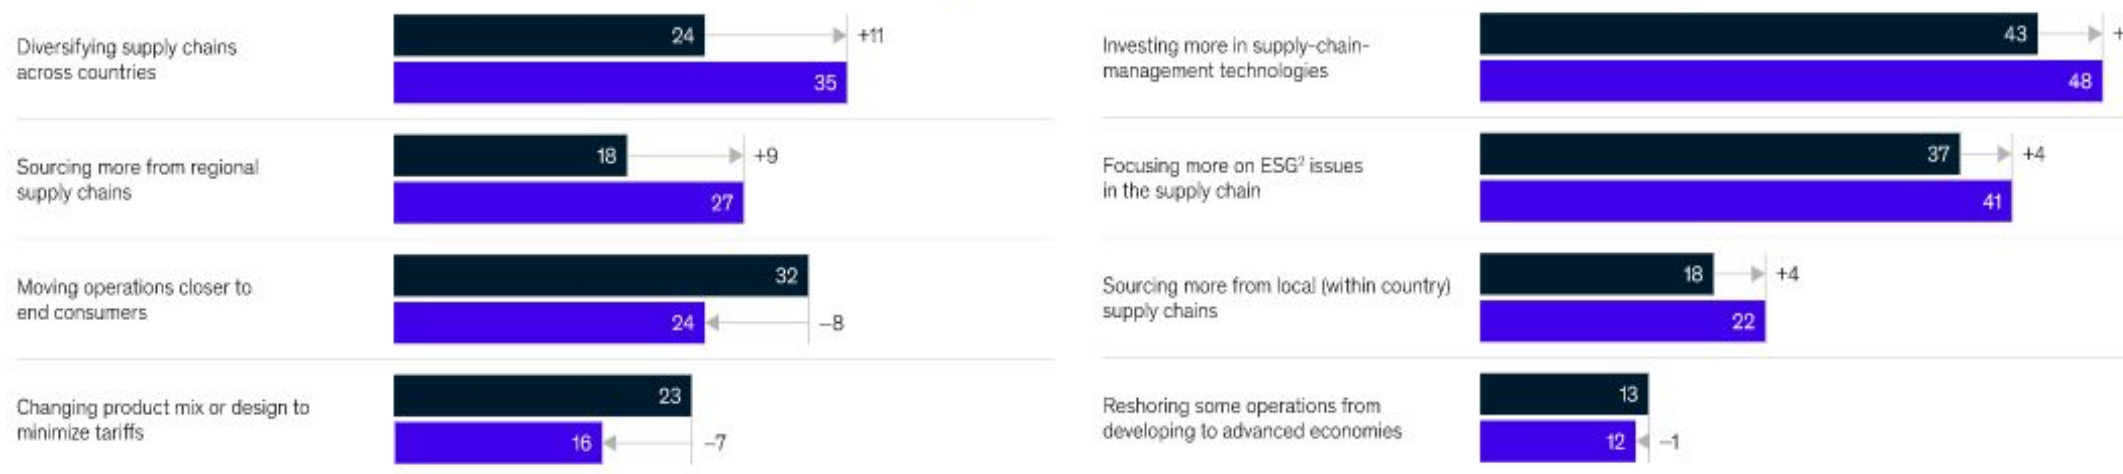 Diversifying supply chains
across countries
24
+11
35
Sourcing more from regional
supply chains
18
+9
27
Moving operations closer to
end consumers
32
24
–8
Changing product mix or design to
minimize tariffs
23
16
–7
Investing more in supply-chain-
management technologies
43
+
48
Focusing more on ESG² issues
in the supply chain
37
+4
41
Sourcing more from local (within country)
supply chains
18
+4
22
Reshoring some operations from
developing to advanced economies
13
12
–1